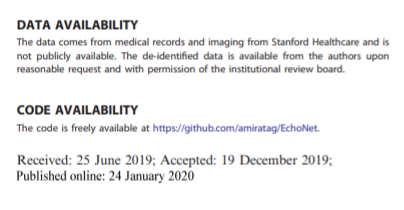 DATA AVAILABILITY
The data comes from medical records and imaging from Stanford Healthcare and is
not publicly available. The de-identified data is available from the authors upon
reasonable request and with permission of the institutional review board.
CODE AVAILABILITY
The code is freely available at https://github.com/amiratag/EchoNet.
Received: 25 June 2019; Accepted: 19 December 2019;
Published online: 24 January 2020